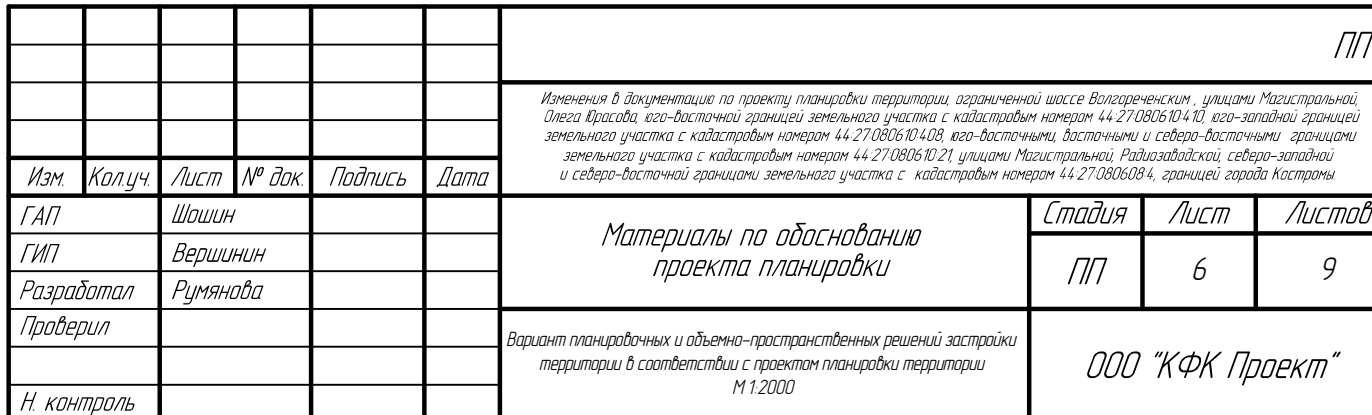 ПП
Изменения в документацию по проекту планировки территории, ограниченной шоссе Волгореченским , улицами Магистральной,
Олега Юрасова, юго-восточной границей земельного участка с кадастровым номером 44:27:080610:410, юго-западной границей
земельного участка с кадастровым номером 44:27:080610:408, юго-восточными, восточными и северо-восточными границами
земельного участка с кадастровым номером 44:27:080610:21, улицами Магистральной, Радиозаводской, северо-западной
и северо-восточной границами земельного участка с кадастровым номером 44:27:080608:4, границей города Костромы.
Изм. Кол.уч. Лист № док. Подпись Дата
ГАП Шошин
ГИП Вершинин
Разработал Румянова
Проверил
Н. контроль
Материалы по обоснованию
проекта планировки
Стадия Лист Листов
ПП 6 9
Вариант планировочных и объемно-пространственных решений застройки
территории в соответствии с проектом планировки территории
М 1:2000
ООО "КФК Проект"